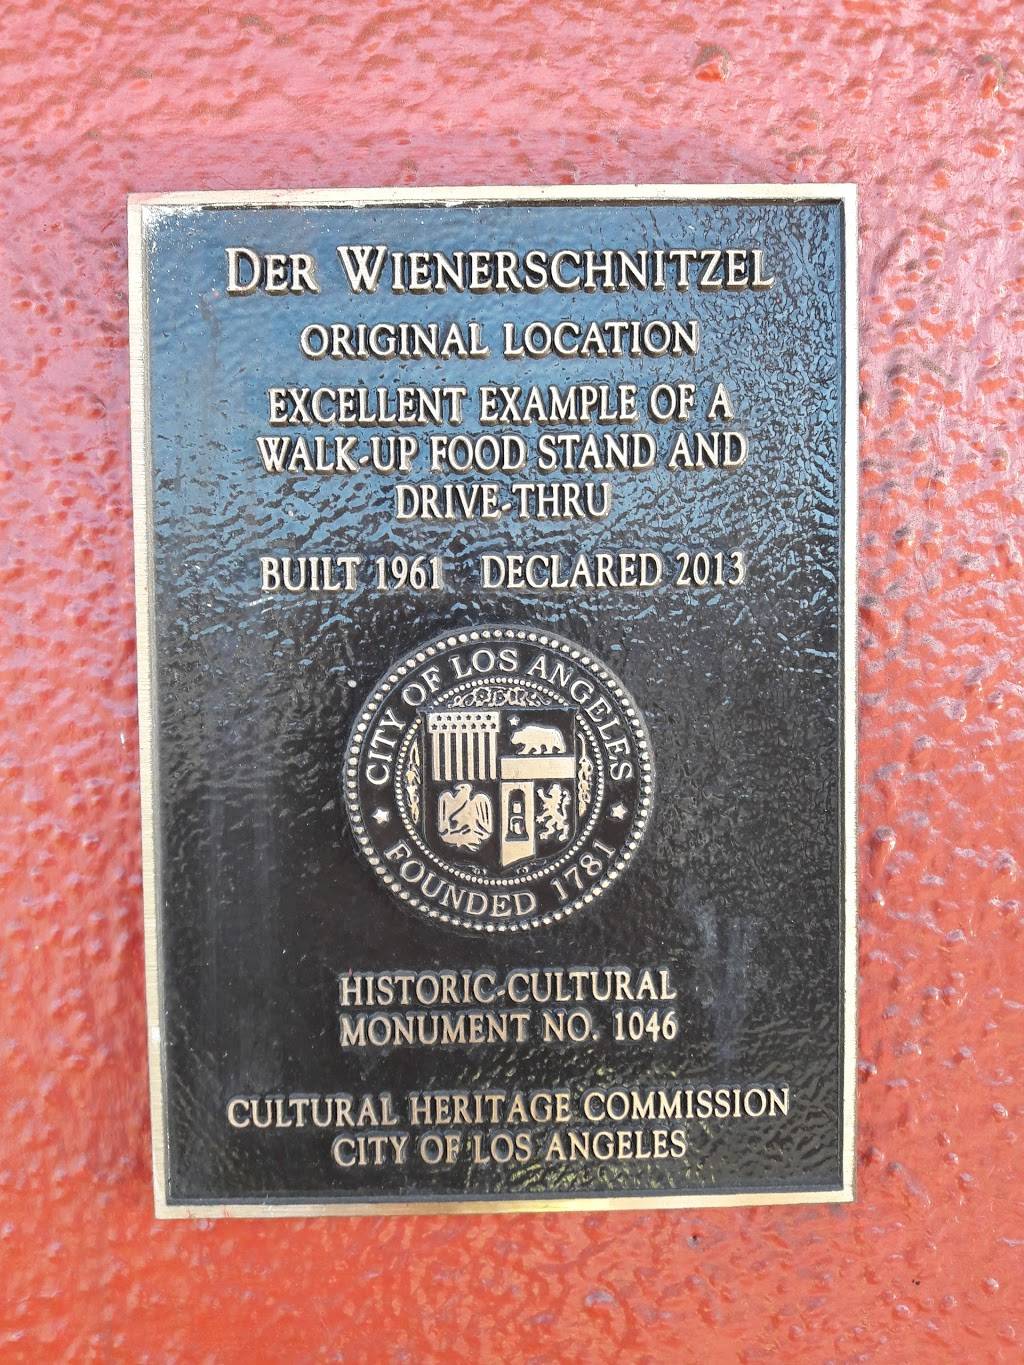 DER WIENERSCHNITZEL
ORIGINAL LOCATION
EXCELLENT EXAMPLE OF A
WALK-UP FOOD STAND AND
DRIVE-THRU
BUILT 1961 DECLARED 2013
CITY OF LOS ANGELES
FOUNDED 1781
HISTORIC-CULTURAL
MONUMENT NO. 1046
CULTURAL HERITAGE COMMISSION
CITY OF LOS ANGELES